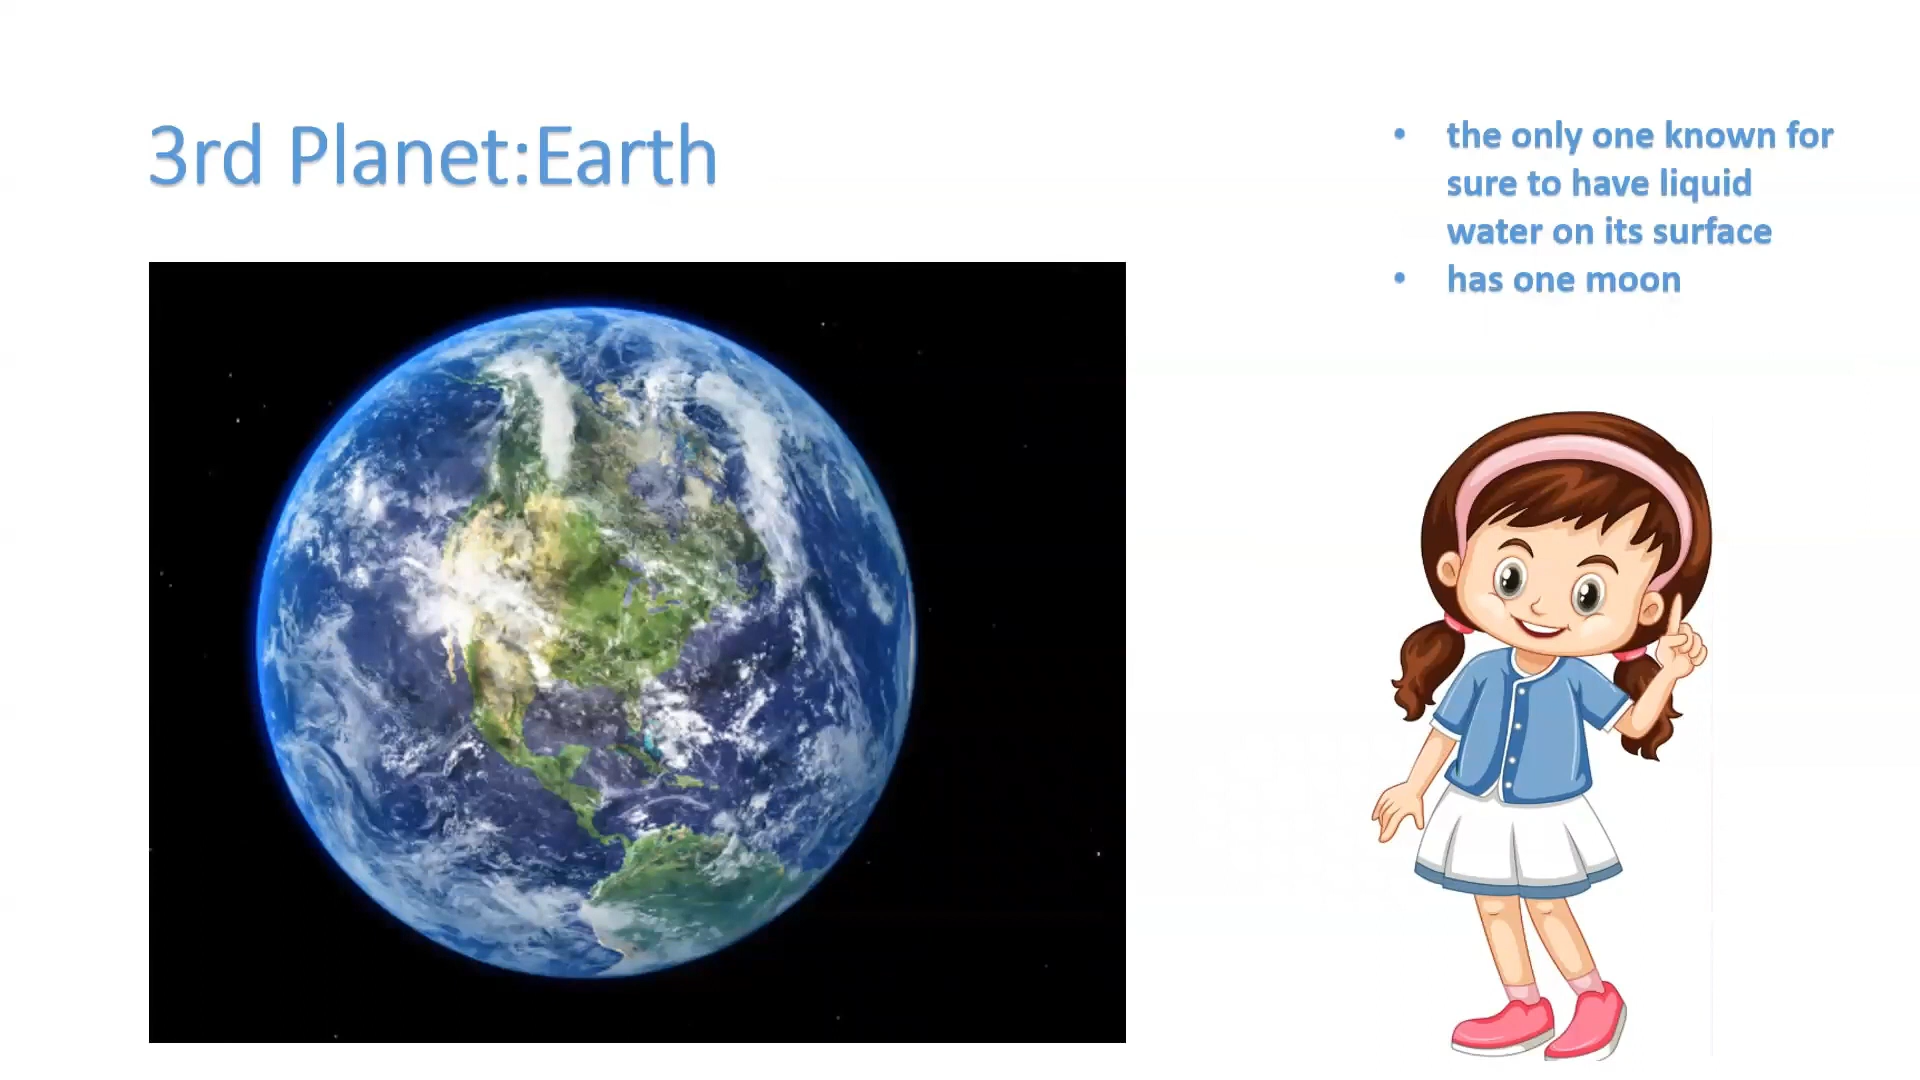 3rd Planet:Earth
• the only one known for
sure to have liquid
water on its surface
• has one moon